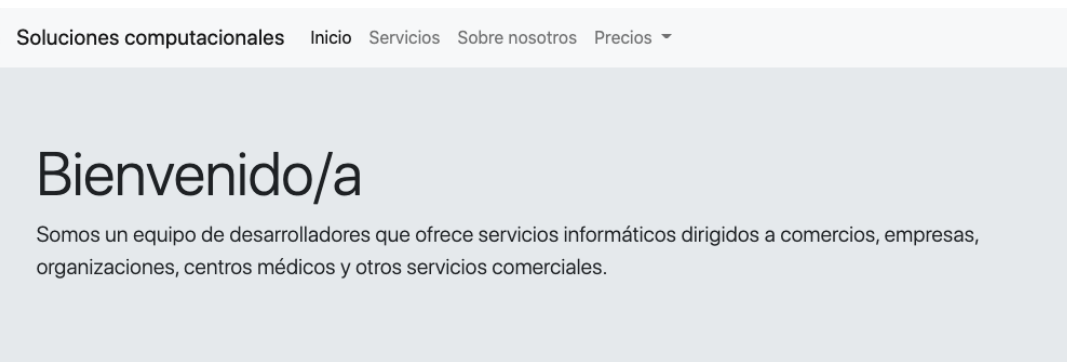 Soluciones computacionales Inicio Servicios Sobre nosotros Precios
Bienvenido/a
Somos un equipo de desarrolladores que ofrece servicios informáticos dirigidos a comercios, empresas,
organizaciones, centros médicos y otros servicios comerciales.